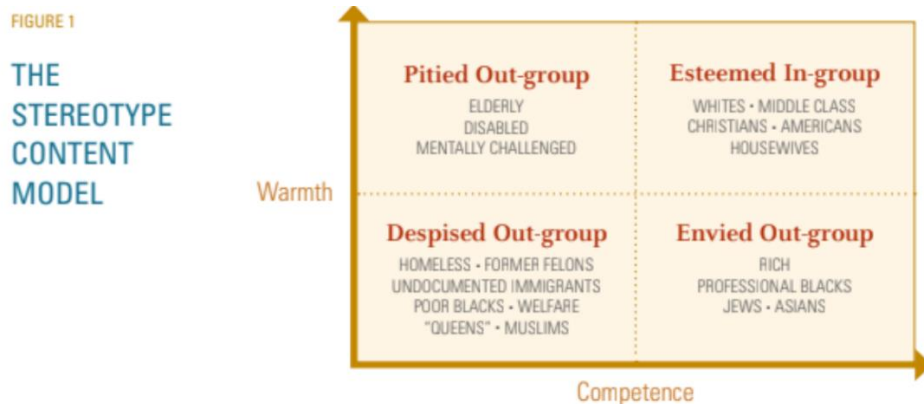 FIGURE 1
THE
STEREOTYPE
CONTENT
MODEL
Warmth
Pitied Out-group
ELDERLY
DISABLED
MENTALLY CHALLENGED
Esteemed In-group
WHITES • MIDDLE CLASS
CHRISTIANS • AMERICANS
HOUSEWIVES
Despised Out-group
HOMELESS • FORMER FELONS
UNDOCUMENTED IMMIGRANTS
POOR BLACKS • WELFARE
"QUEENS" • MUSLIMS
Envied Out-group
RICH
PROFESSIONAL BLACKS
JEWS • ASIANS
Competence